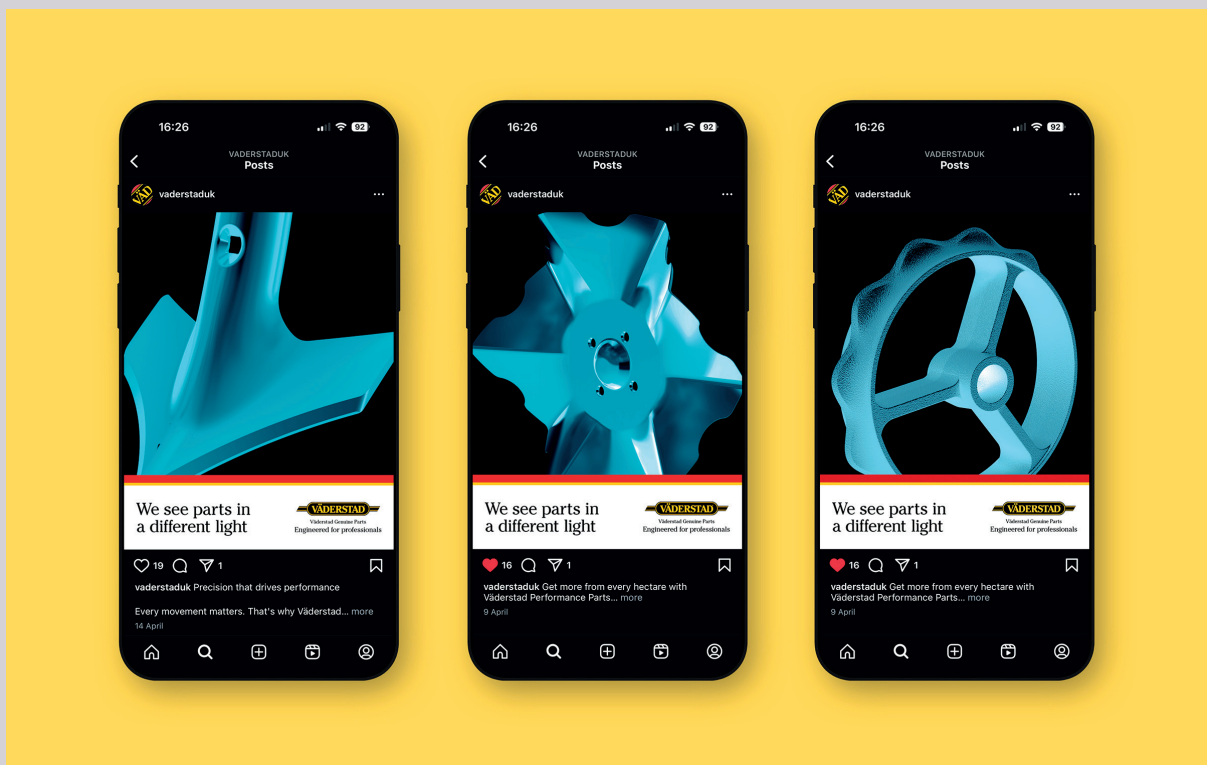 16:26
92
VADERSTADUK
Posts
VÄD
vaderstaduk
We see parts in
a different light
VÄDERSTAD
Väderstad Genuine Parts
Engineered for professionals
19
1
vaderstaduk Precision that drives performance
Every movement matters. That's why Väderstad... more
14 April
16:26
92
VADERSTADUK
Posts
VÄD
vaderstaduk
We see parts in
a different light
VÄDERSTAD
Väderstad Genuine Parts
Engineered for professionals
16
1
vaderstaduk Get more from every hectare with
Väderstad Performance Parts... more
9 April
16:26
92
VADERSTADUK
Posts
VÄD
vaderstaduk
We see parts in
a different light
VÄDERSTAD
Väderstad Genuine Parts
Engineered for professionals
16
1
vaderstaduk Get more from every hectare with
Väderstad Performance Parts... more
9 April